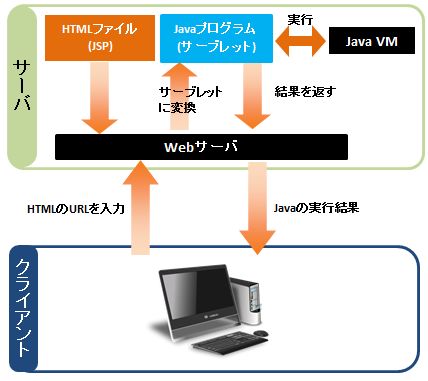 サーバ
HTMLファイル
(JSP)
Javaプログラム
(サーブレット)
実行
Java VM
サーブレット
に変換
結果を返す
Webサーバ
HTMLのURLを入力
Javaの実行結果
クライアント